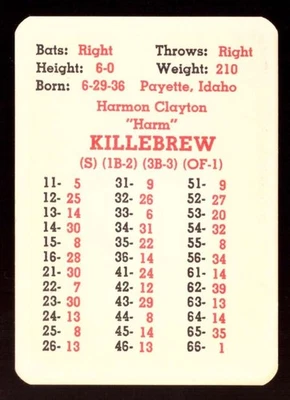 Bats: Right Throws: Right
Height: 6-0 Weight: 210
Born: 6-29-36 Payette, Idaho
Harmon Clayton
"Harm"
KILLEBREW
(S) (1B-2) (3B-3) (OF-1)
11- 5 31- 9 51- 9
12- 25 32- 26 52- 27
13- 14 33- 6 53- 20
14- 30 34- 31 54- 32
15- 8 35- 22 55- 8
16- 28 36- 14 56- 34
21- 30 41- 24 61- 24
22- 7 42- 12 62- 39
23- 30 43- 29 63- 13
24- 13 44- 8 64- 14
25- 8 45- 14 65- 35
26- 13 46- 13 66- 1